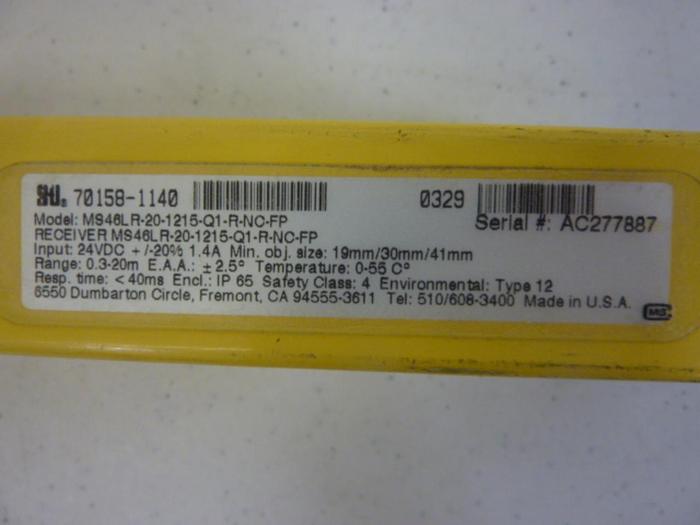 STI. 70158-1140 0329
Model: MS46LR-20-1215-Q1-R-NC-FP Serial #: AC277887
RECEIVER MS46LR-20-1215-Q1-R-NC-FP
Input: 24VDC +/-20% 1.4A Min. obj. size: 19mm/30mm/41mm
Range: 0.3-20m E.A.A.: ± 2.5° Temperature: 0-55 C°
Resp. time: < 40ms Encl.: IP 65 Safety Class: 4 Environmental: Type 12
6550 Dumbarton Circle, Fremont, CA 94555-3611 Tel: 510/608-3400 Made in U.S.A.
MS